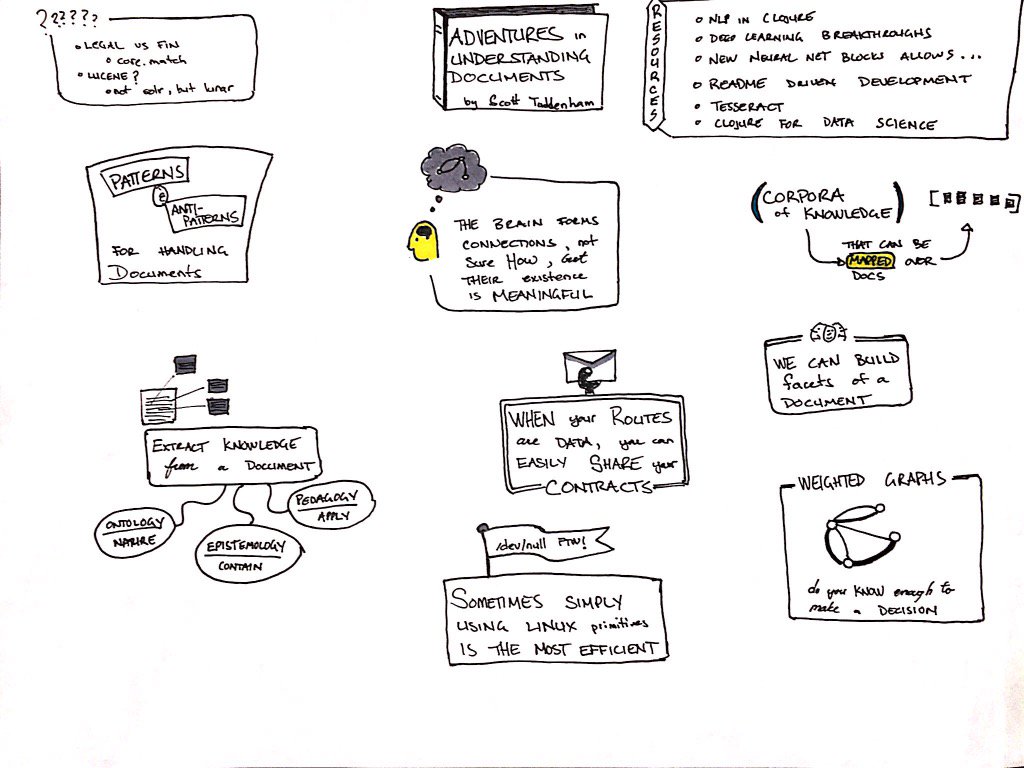 ? ? ? ? ? ?
LEGAL VS FIN
core.match
LUCENE?
not solr, but lunar
ADVENTURES in
UNDERSTANDING
DOCUMENTS
by Scott
RESOURCES
NLP IN CLOJURE
DEEP LEARNING BREAKTHROUGHS
NEW NEURAL NET BLOCKS ALLOWS...
README DRIVEN DEVELOPMENT
TESSERACT
CLOJURE FOR DATA SCIENCE
PATTERNS
&
ANTI-
PATTERNS
FOR HANDLING
DOCUMENTS
THE BRAIN FORMS
CONNECTIONS, not
Sure HOW, but
THEIR existence
is MEANINGFUL
(CORPORA
of KNOWLEDGE)
THAT CAN BE
MAPPED OVER
DOCS
WE CAN BUILD
facets of a
DOCUMENT
EXTRACT KNOWLEDGE
from a DOCUMENT
ONTOLOGY
NATURE
EPISTEMOLOGY
CONTAIN
PEDAGOGY
APPLY
WHEN your ROUTES
are DATA, you can
EASILY SHARE your
CONTRACTS
/dev/null FTW!
SOMETIMES SIMPLY
USING LINUX primitives
IS THE MOST EFFICIENT
WEIGHTED GRAPHS
do you KNOW enough to
make a DECISION